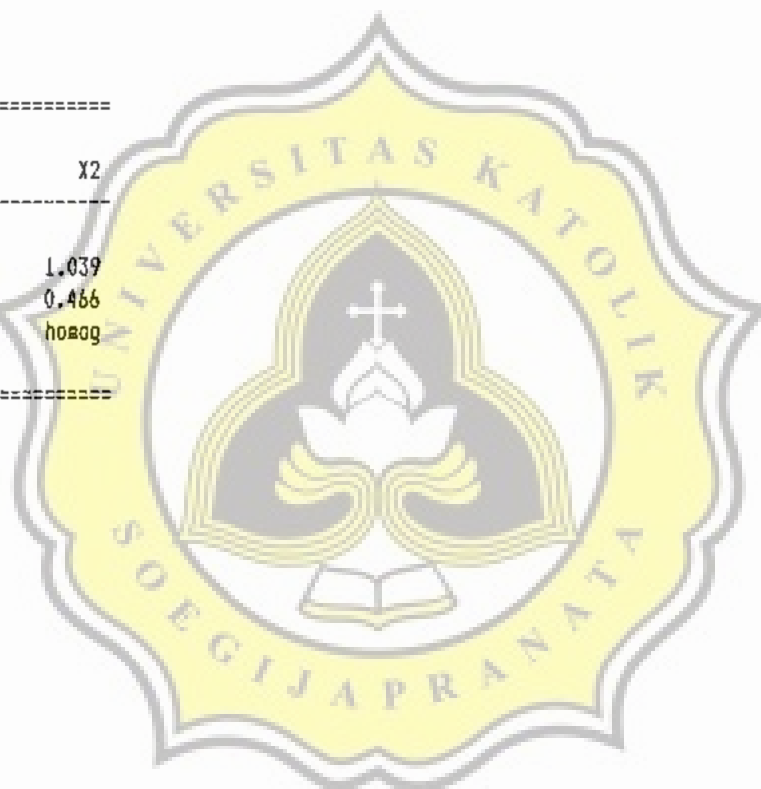 ==========
X2
----------
1.039
0.466
homog
==========
UNIVERSITAS KATOLIK
SOEGIJAPRANATA